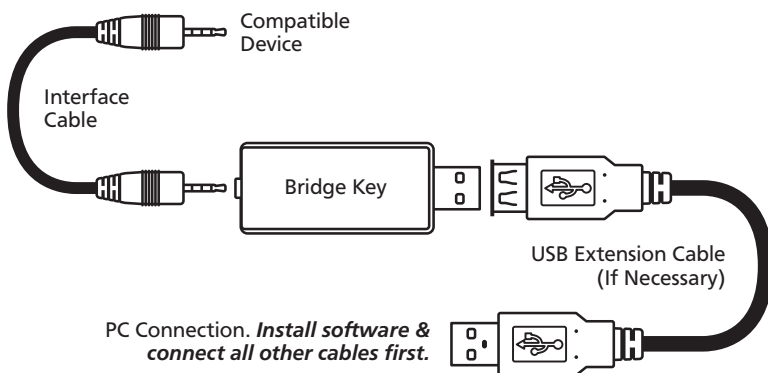 Compatible
Device
Interface
Cable
Bridge Key
USB Extension Cable
(If Necessary)
PC Connection. Install software &
connect all other cables first.